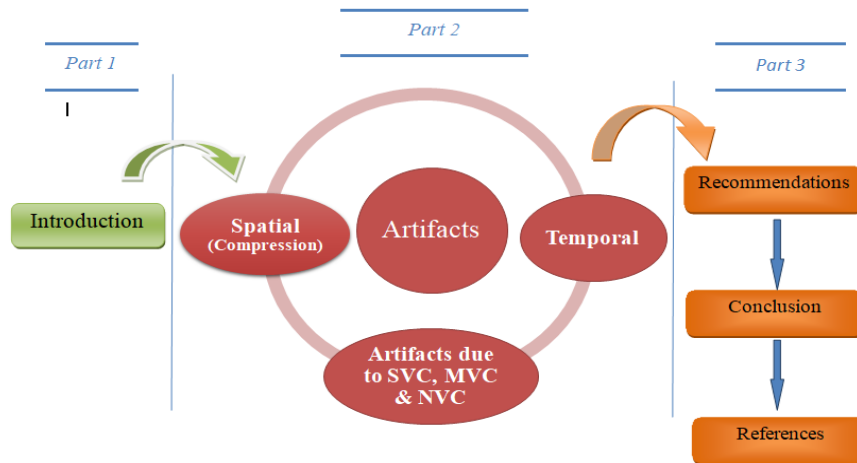 Part 1
I
Introduction
Part 2
Spatial
(Compression)
Artifacts
Temporal
Artifacts due
to SVC, MVC
& NVC
Part 3
Recommendations
Conclusion
References